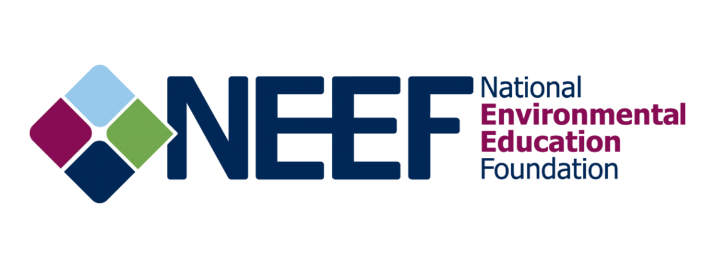 NEEF
National
Environmental
Education
Foundation